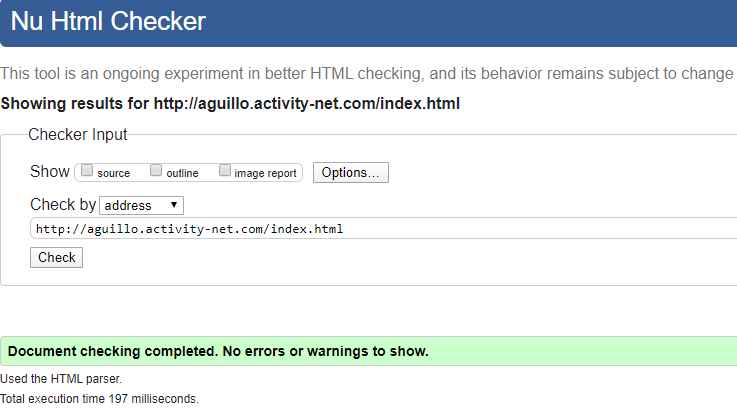 Nu Html Checker
This tool is an ongoing experiment in better HTML checking, and its behavior remains subject to change
Showing results for http://aguillo.activity-net.com/index.html
Checker Input
Show source outline image report Options...
Check by address
http://aguillo.activity-net.com/index.html
Check
Document checking completed. No errors or warnings to show.
Used the HTML parser.
Total execution time 197 milliseconds.